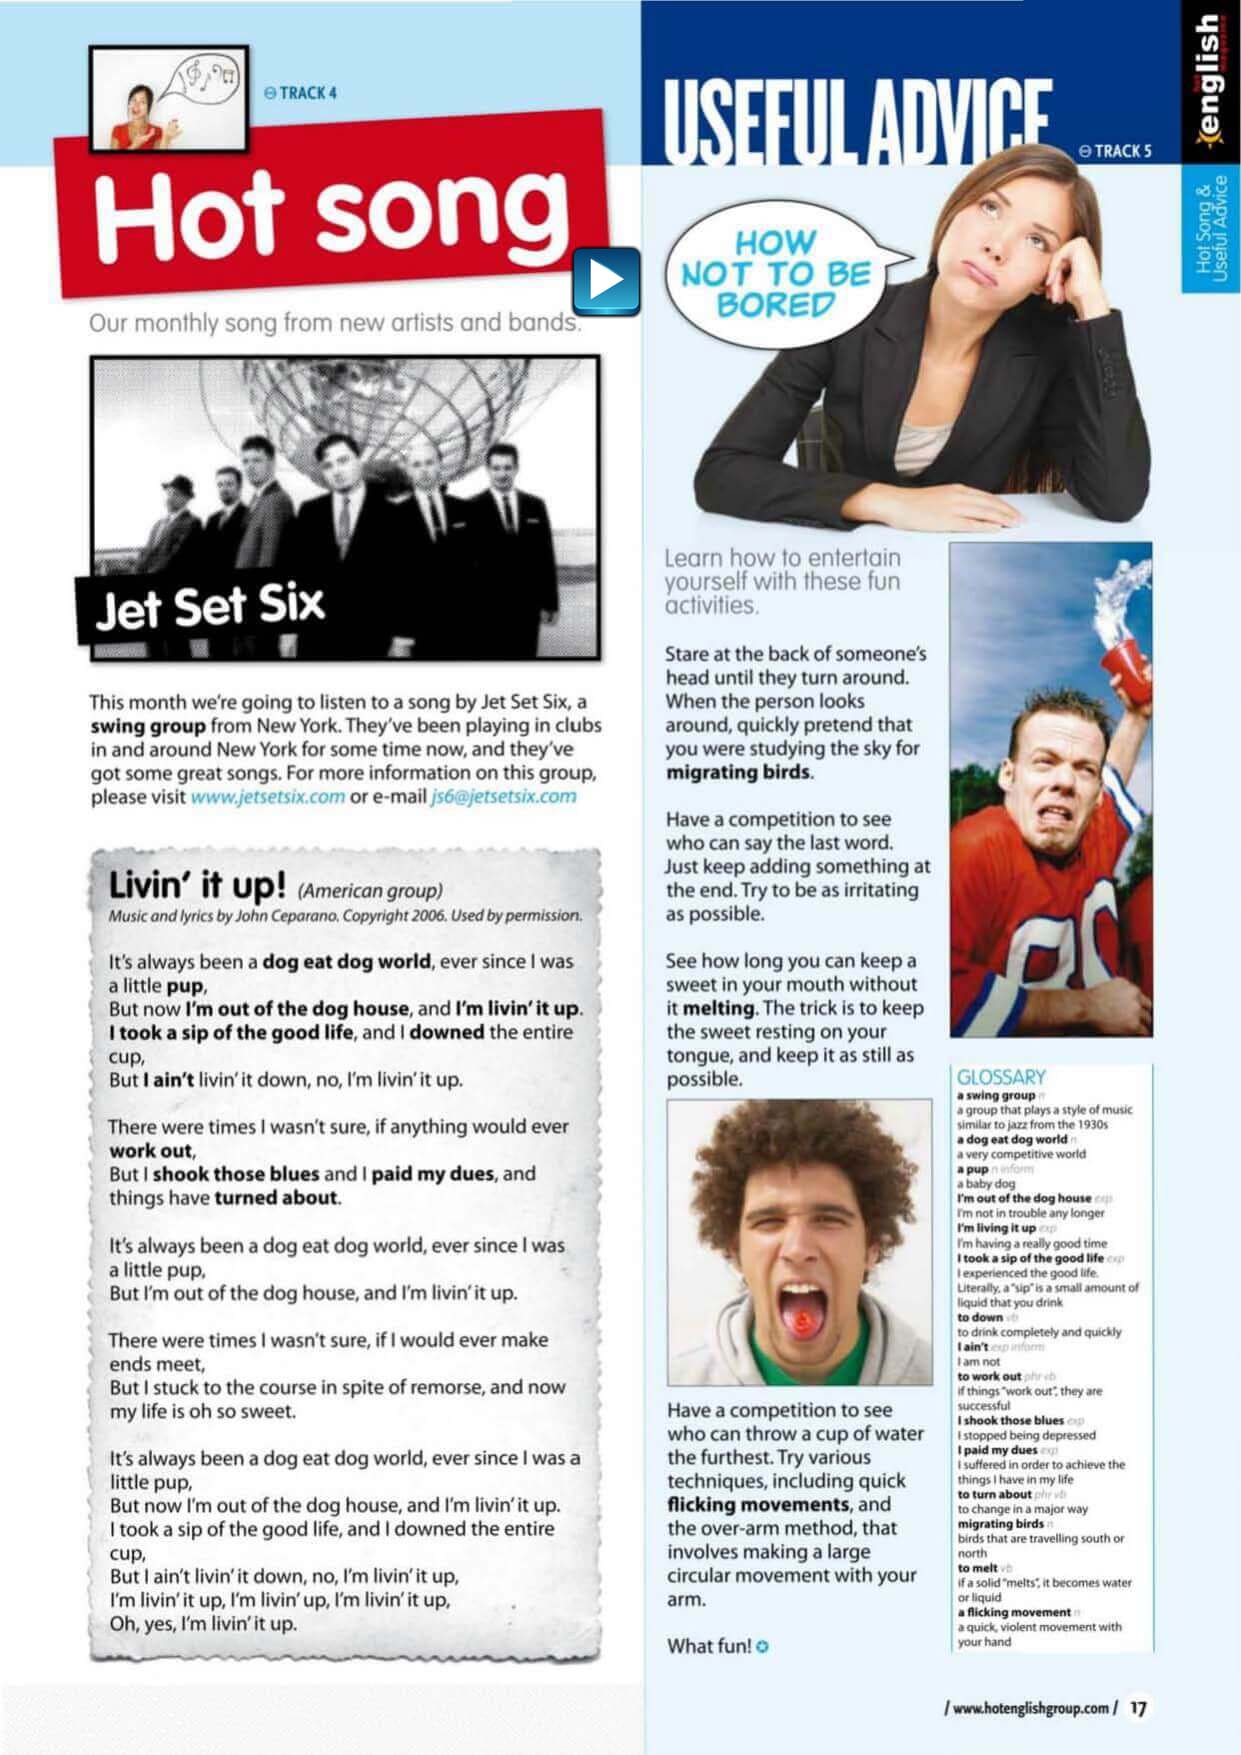 TRACK 4
Hot song
Our monthly song from new artists and bands.
Jet Set Six
This month we're going to listen to a song by Jet Set Six, a
swing group from New York. They've been playing in clubs
in and around New York for some time now, and they've
got some great songs. For more information on this group,
please visit www.jetsetsix.com or e-mail js6@jetsetsix.com
Livin' it up! (American group)
Music and lyrics by John Ceparano. Copyright 2006. Used by permission.
It's always been a dog eat dog world, ever since I was
a little pup,
But now I'm out of the dog house, and I'm livin' it up.
I took a sip of the good life, and I downed the entire
cup,
But I ain't livin' it down, no, I'm livin' it up.
There were times I wasn't sure, if anything would ever
work out,
But I shook those blues and I paid my dues, and
things have turned about.
It's always been a dog eat dog world, ever since I was
a little pup,
But I'm out of the dog house, and I'm livin' it up.
There were times I wasn't sure, if I would ever make
ends meet,
But I stuck to the course in spite of remorse, and now
my life is oh so sweet.
It's always been a dog eat dog world, ever since I was a
little pup,
But now I'm out of the dog house, and I'm livin' it up.
I took a sip of the good life, and I downed the entire
cup,
But I ain't livin' it down, no, I'm livin' it up,
I'm livin' it up, I'm livin' up, I'm livin' it up,
Oh, yes, I'm livin' it up.
USEFUL ADVICE
TRACK 5
HOW
NOT TO BE
BORED
Learn how to entertain
yourself with these fun
activities.
Stare at the back of someone's
head until they turn around.
When the person looks
around, quickly pretend that
you were studying the sky for
migrating birds.
Have a competition to see
who can say the last word.
Just keep adding something at
the end. Try to be as irritating
as possible.
See how long you can keep a
sweet in your mouth without
it melting. The trick is to keep
the sweet resting on your
tongue, and keep it as still as
possible.
Have a competition to see
who can throw a cup of water
the furthest. Try various
techniques, including quick
flicking movements, and
the over-arm method, that
involves making a large
circular movement with your
arm.
What fun!
GLOSSARY
a swing group n
a group that plays a style of music
similar to jazz from the 1930s
a dog eat dog world n
a very competitive world
a pup n inform
a baby dog
I'm out of the dog house exp
I'm not in trouble any longer
I'm living it up exp
I'm having a really good time
I took a sip of the good life exp
I experienced the good life.
Literally, a "sip" is a small amount of
liquid that you drink
to down vb
to drink completely and quickly
I ain't exp inform
I am not
to work out phr vb
if things "work out", they are
successful
I shook those blues exp
I stopped being depressed
I paid my dues exp
I suffered in order to achieve the
things I have in my life
to turn about phr vb
to change in a major way
migrating birds n
birds that are travelling south or
north
to melt vb
if a solid "melts", it becomes water
or liquid
a flicking movement n
a quick, violent movement with
your hand
hot english magazine
Hot Song &
Useful Advice
/ www.hotenglishgroup.com / 17